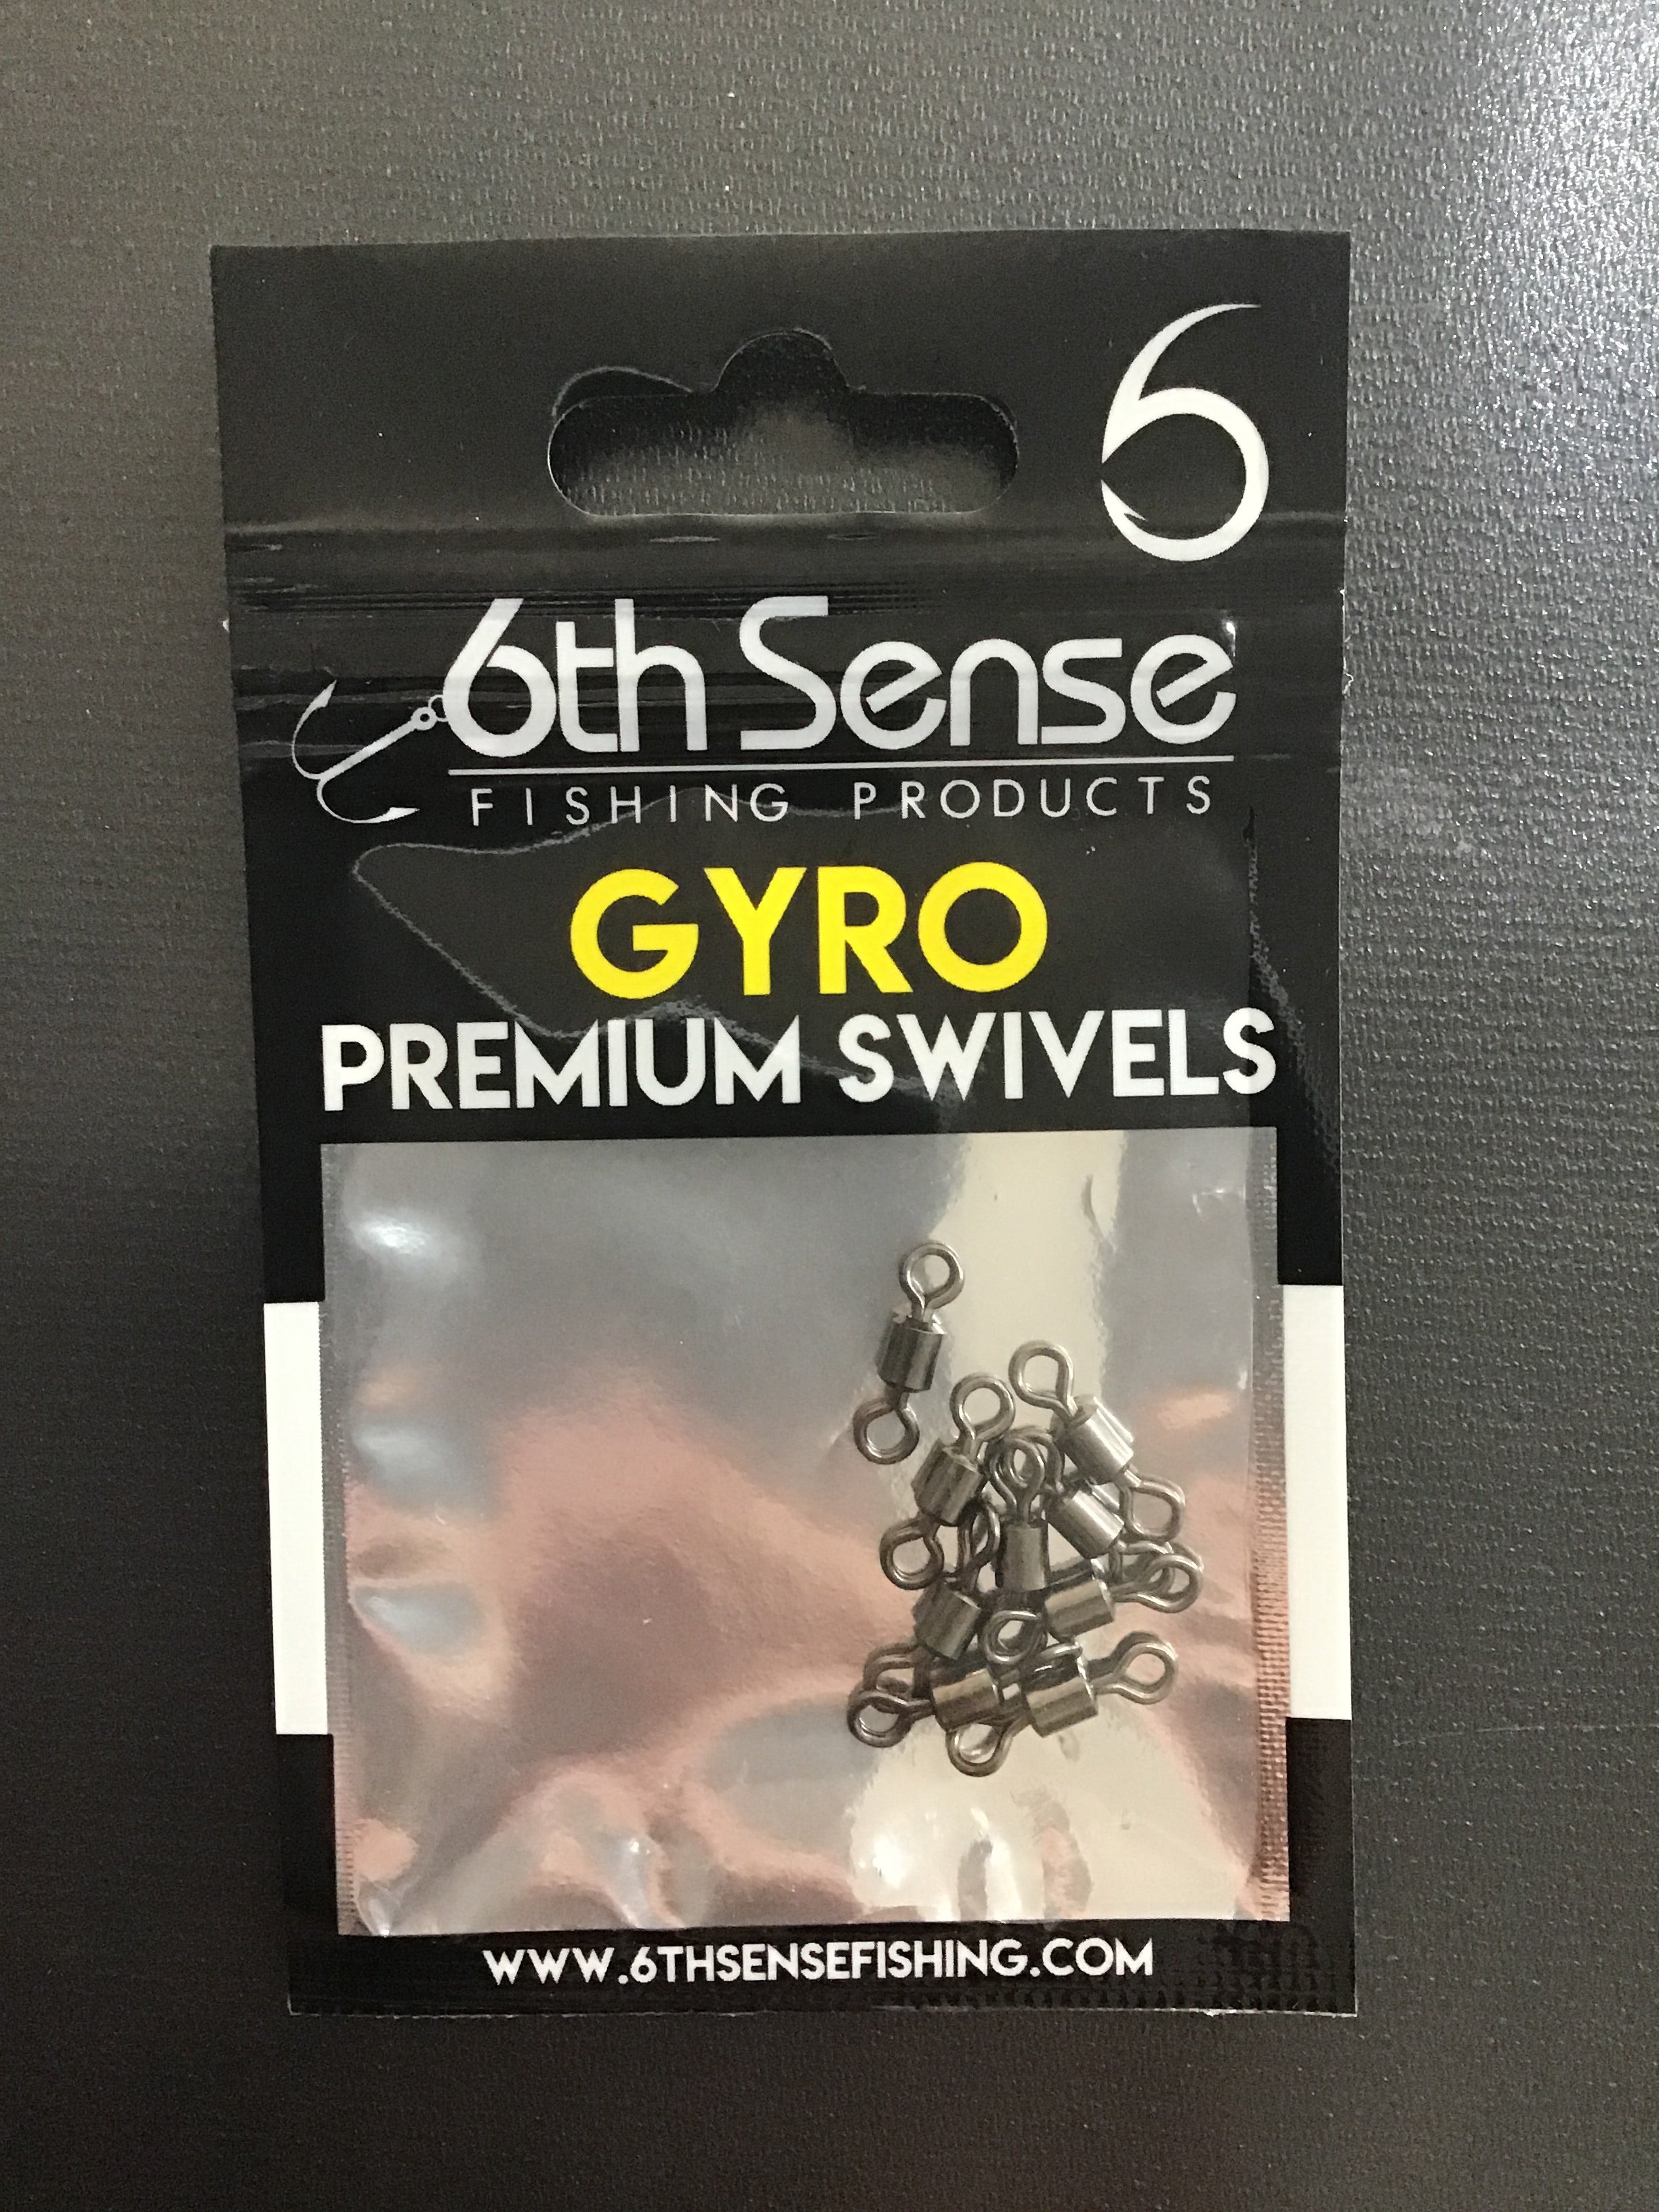 6
6th Sense
FISHING PRODUCTS
GYRO
PREMIUM SWIVELS
WWW.6THSENSEFISHING.COM